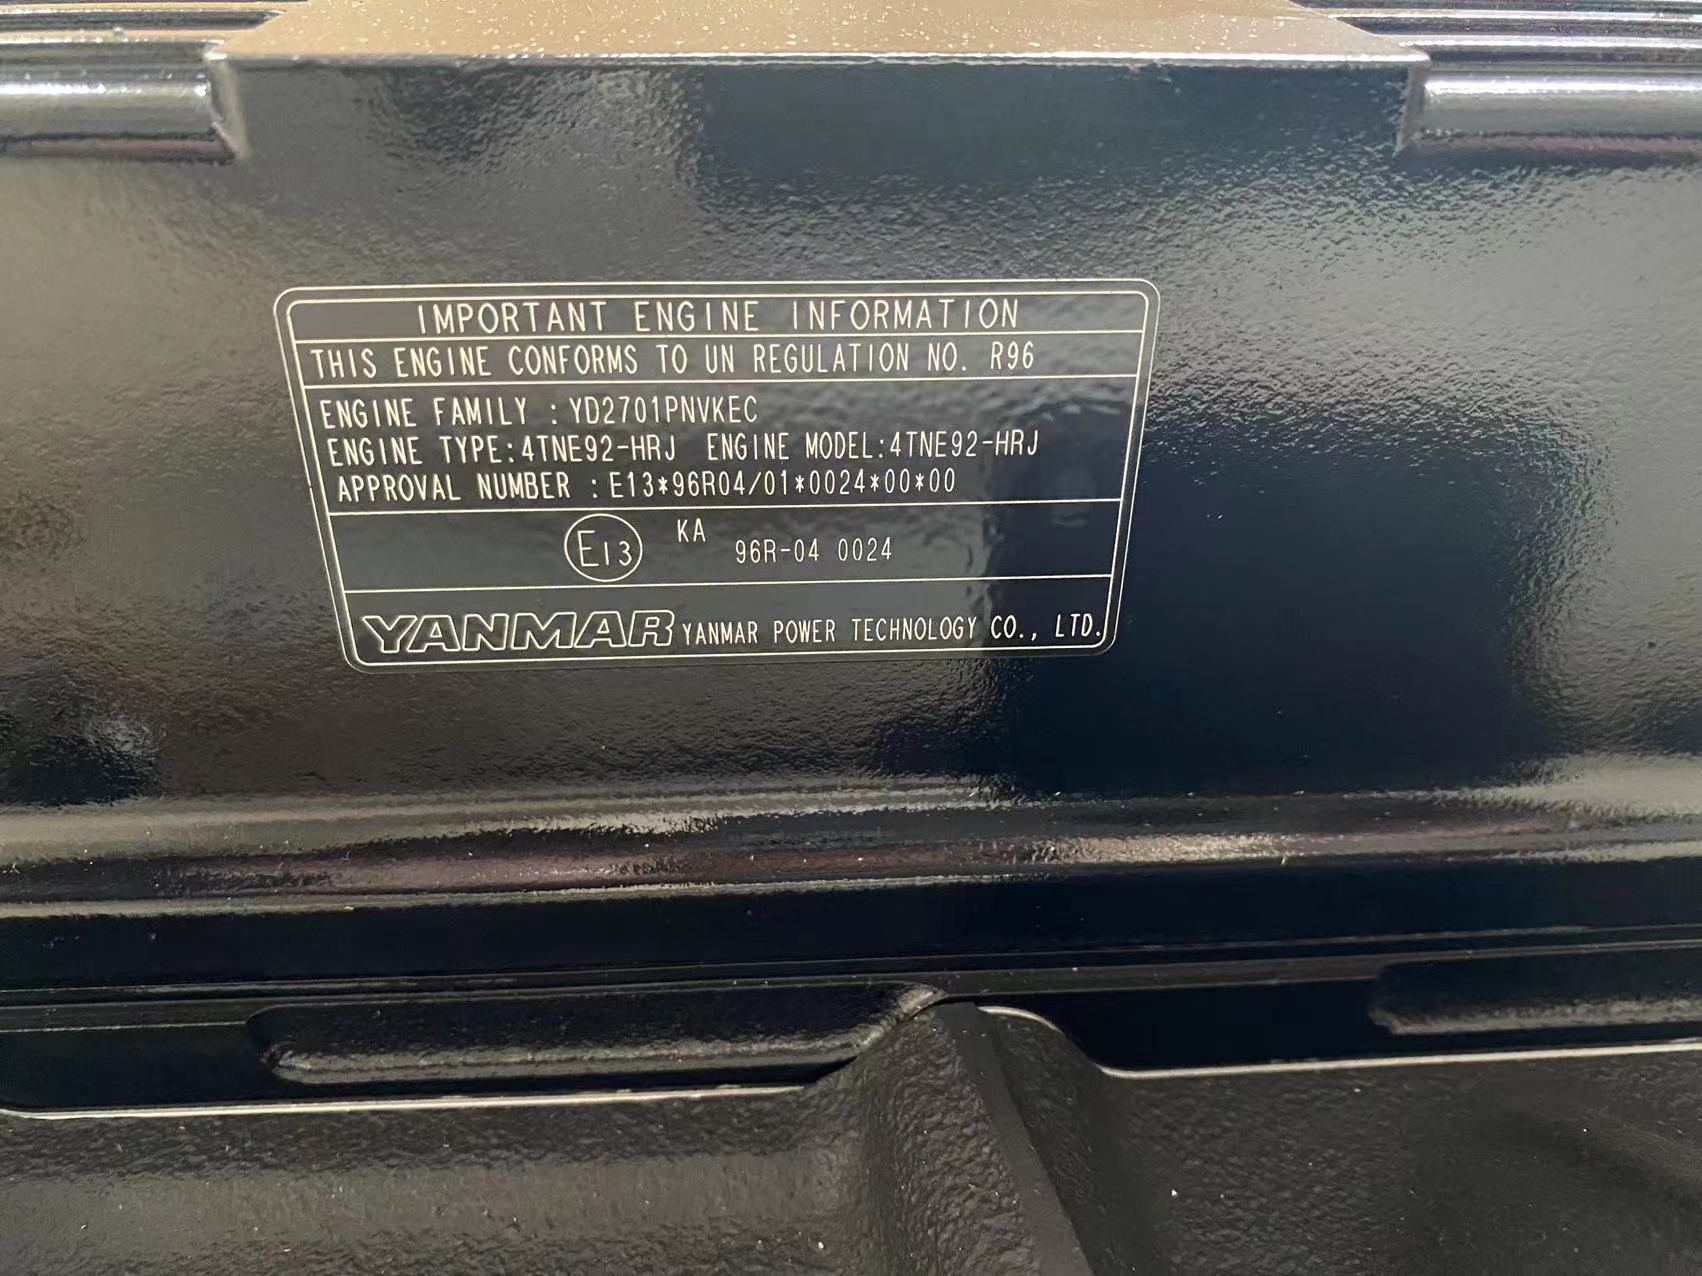 IMPORTANT ENGINE INFORMATION
THIS ENGINE CONFORMS TO UN REGULATION NO. R96
ENGINE FAMILY : YD2701PNVKEC
ENGINE TYPE:4TNE92-HRJ ENGINE MODEL:4TNE92-HRJ
APPROVAL NUMBER : E13*96R04/01*0024*00*00
E13 KA 96R-04 0024
YANMAR YANMAR POWER TECHNOLOGY CO., LTD.